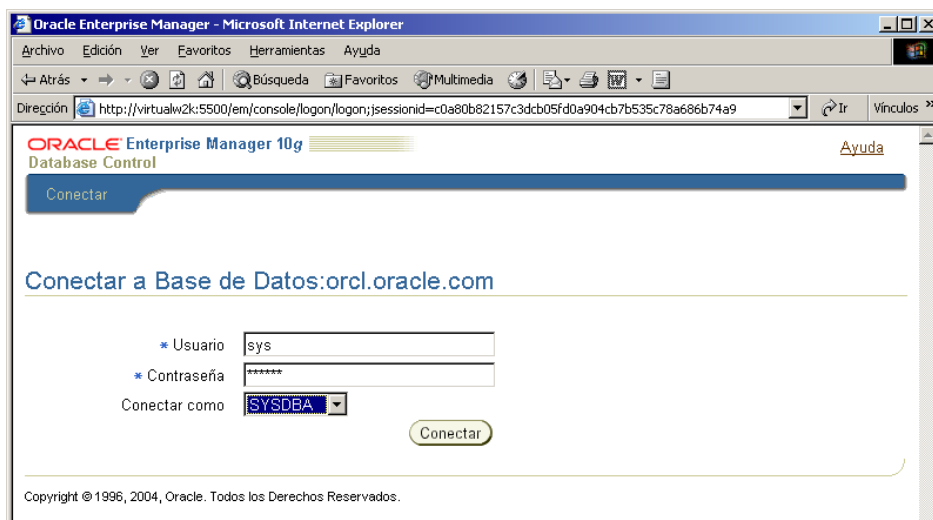 Oracle Enterprise Manager - Microsoft Internet Explorer
Archivo Edición Ver Favoritos Herramientas Ayuda
Atrás Búsqueda Favoritos Multimedia
Dirección http://virtualw2k:5500/em/console/logon/logon;jsessionid=c0a80b82157c3dcb05fd0a904cb7b535c78a686b74a9 Ir Vínculos »
ORACLE Enterprise Manager 10g
Database Control
Ayuda
Conectar
Conectar a Base de Datos:orcl.oracle.com
* Usuario sys
* Contraseña ******
Conectar como SYSDBA
Conectar
Copyright © 1996, 2004, Oracle. Todos los Derechos Reservados.